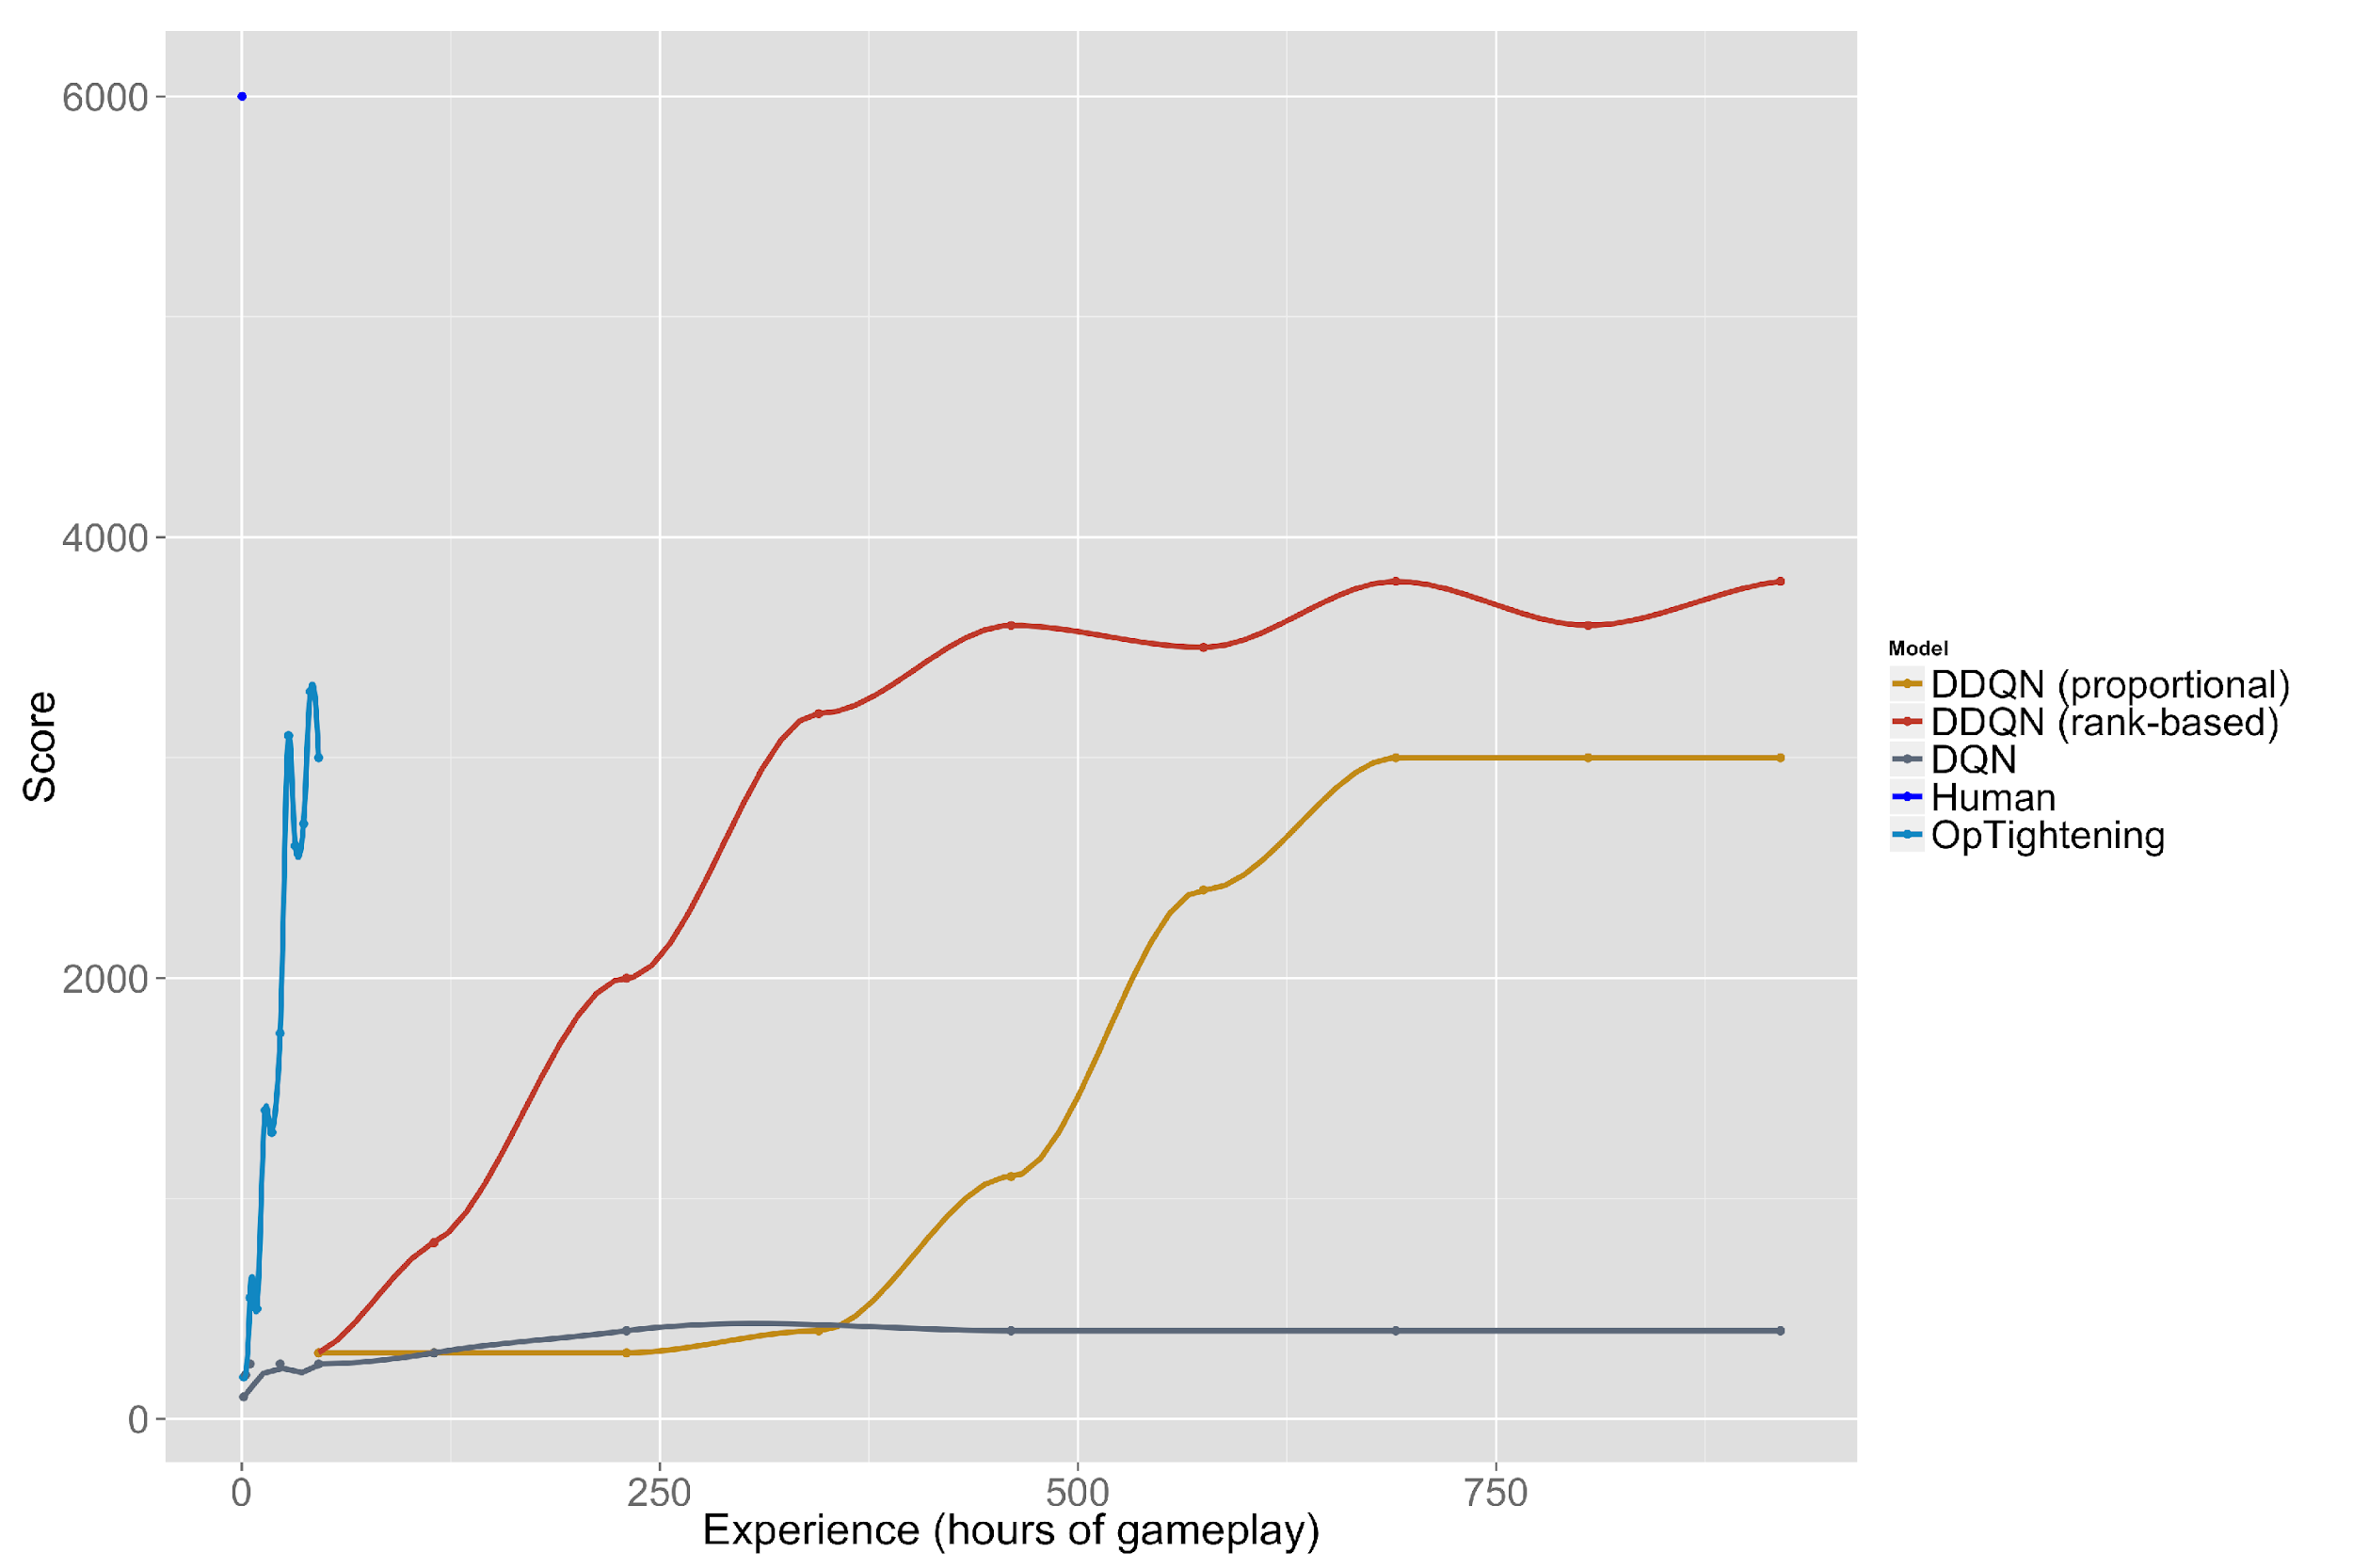 6000
4000
2000
0
Score
0
250
500
750
Experience (hours of gameplay)
Model
DDQN (proportional)
DDQN (rank-based)
DQN
Human
OpTightening